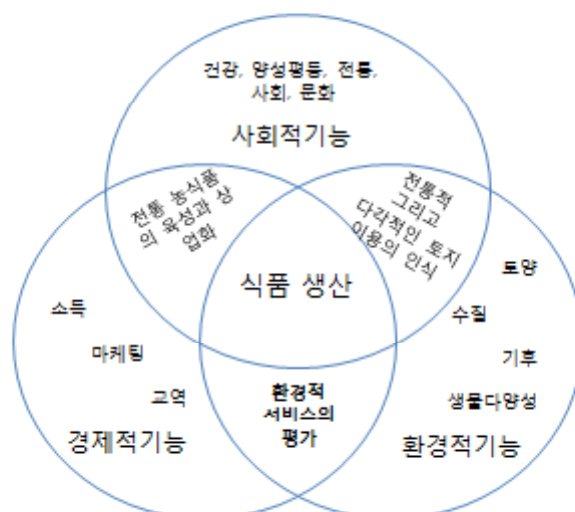 건강, 양성평등, 전통,
사회, 문화
사회적기능
전통 농식품
의 육성과 상
업화
전통적
그리고
다각적인 토지
이용의 인식
식품 생산
토양
소득
수질
마케팅
기후
교역
생물다양성
환경적
서비스의
평가
경제적기능
환경적기능